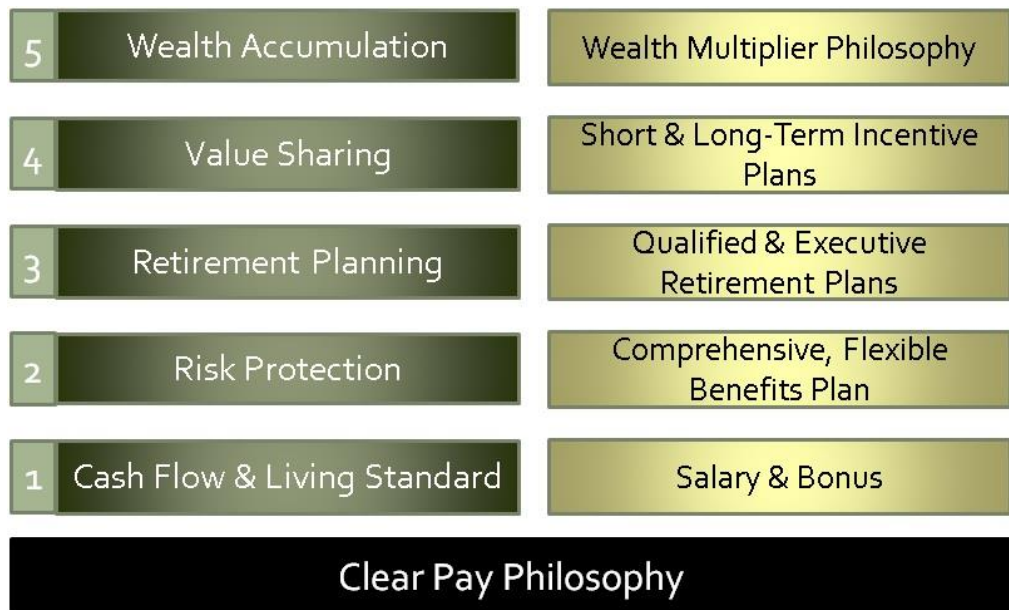 5 Wealth Accumulation
Wealth Multiplier Philosophy
4 Value Sharing
Short & Long-Term Incentive
Plans
3 Retirement Planning
Qualified & Executive
Retirement Plans
2 Risk Protection
Comprehensive, Flexible
Benefits Plan
1 Cash Flow & Living Standard
Salary & Bonus
Clear Pay Philosophy